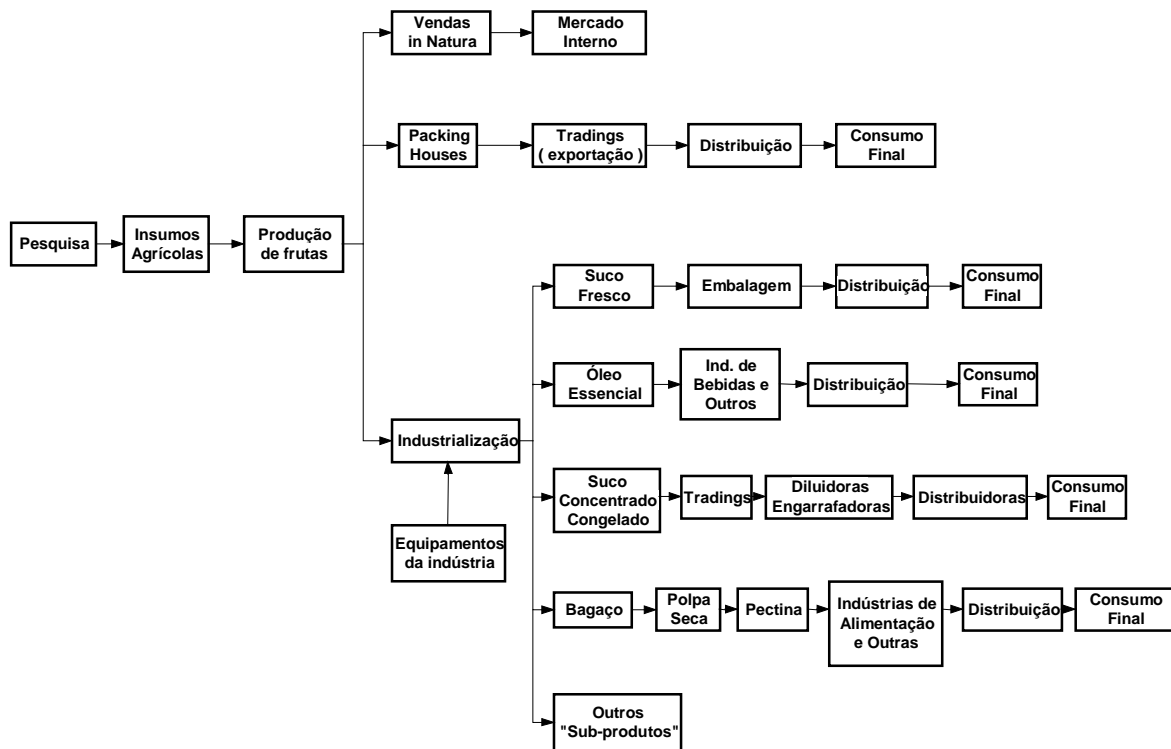 Vendas
in Natura
Mercado
Interno
Packing
Houses
Tradings
( exportação )
Distribuição
Consumo
Final
Pesquisa
Insumos
Agrícolas
Produção
de frutas
Suco
Fresco
Embalagem
Distribuição
Consumo
Final
Óleo
Essencial
Ind. de
Bebidas e
Outros
Distribuição
Consumo
Final
Industrialização
Equipamentos
da indústria
Suco
Concentrado
Congelado
Tradings
Diluidoras
Engarrafadoras
Distribuidoras
Consumo
Final
Bagaço
Polpa
Seca
Pectina
Indústrias de
Alimentação
e Outras
Distribuição
Consumo
Final
Outros
"Sub-produtos"